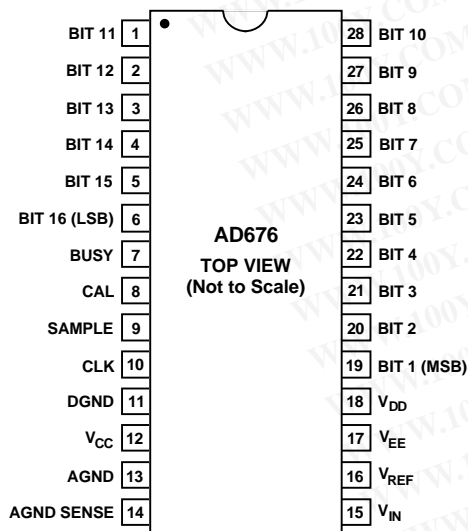 BIT 11 1 28 BIT 10
BIT 12 2 27 BIT 9
BIT 13 3 26 BIT 8
BIT 14 4 25 BIT 7
BIT 15 5 24 BIT 6
BIT 16 (LSB) 6 23 BIT 5
BUSY 7 22 BIT 4
CAL 8 21 BIT 3
SAMPLE 9 20 BIT 2
CLK 10 19 BIT 1 (MSB)
DGND 11 18 VDD
VCC 12 17 VEE
AGND 13 16 VREF
AGND SENSE 14 15 VIN
AD676
TOP VIEW
(Not to Scale)